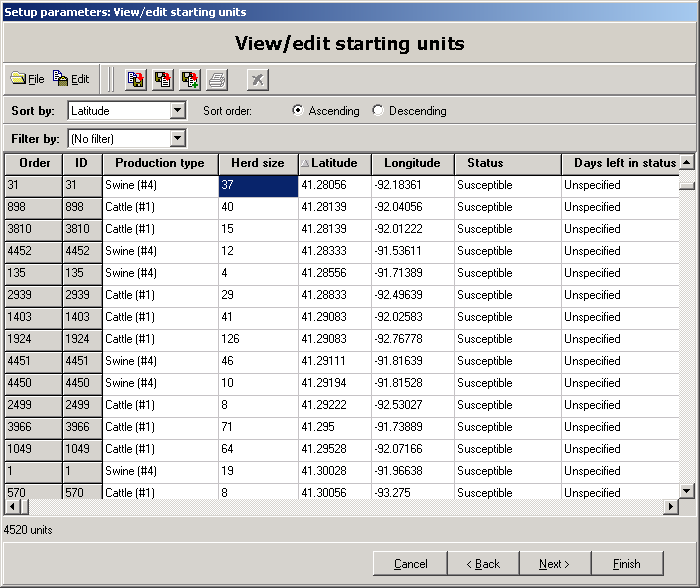 Setup parameters: View/edit starting units
View/edit starting units
File Edit
Sort by: Latitude Sort order: Ascending Descending
Filter by: (No filter)
Order ID Production type Herd size Latitude Longitude Status Days left in status
31 31 Swine (#4) 37 41.28056 -92.18361 Susceptible Unspecified
898 898 Cattle (#1) 40 41.28139 -92.04056 Susceptible Unspecified
3810 3810 Cattle (#1) 15 41.28139 -92.01222 Susceptible Unspecified
4452 4452 Swine (#4) 12 41.28333 -91.53611 Susceptible Unspecified
135 135 Swine (#4) 4 41.28556 -91.71389 Susceptible Unspecified
2939 2939 Cattle (#1) 29 41.28833 -92.49639 Susceptible Unspecified
1403 1403 Cattle (#1) 41 41.29083 -92.02583 Susceptible Unspecified
1924 1924 Cattle (#1) 126 41.29083 -92.76778 Susceptible Unspecified
4451 4451 Swine (#4) 46 41.29111 -91.81639 Susceptible Unspecified
4450 4450 Swine (#4) 10 41.29194 -91.81528 Susceptible Unspecified
2499 2499 Cattle (#1) 8 41.29222 -92.53027 Susceptible Unspecified
3966 3966 Cattle (#1) 71 41.295 -91.73889 Susceptible Unspecified
1049 1049 Cattle (#1) 64 41.29528 -92.07166 Susceptible Unspecified
1 1 Swine (#4) 19 41.30028 -91.96638 Susceptible Unspecified
570 570 Cattle (#1) 8 41.30056 -93.275 Susceptible Unspecified
4520 units
Cancel < Back Next > Finish